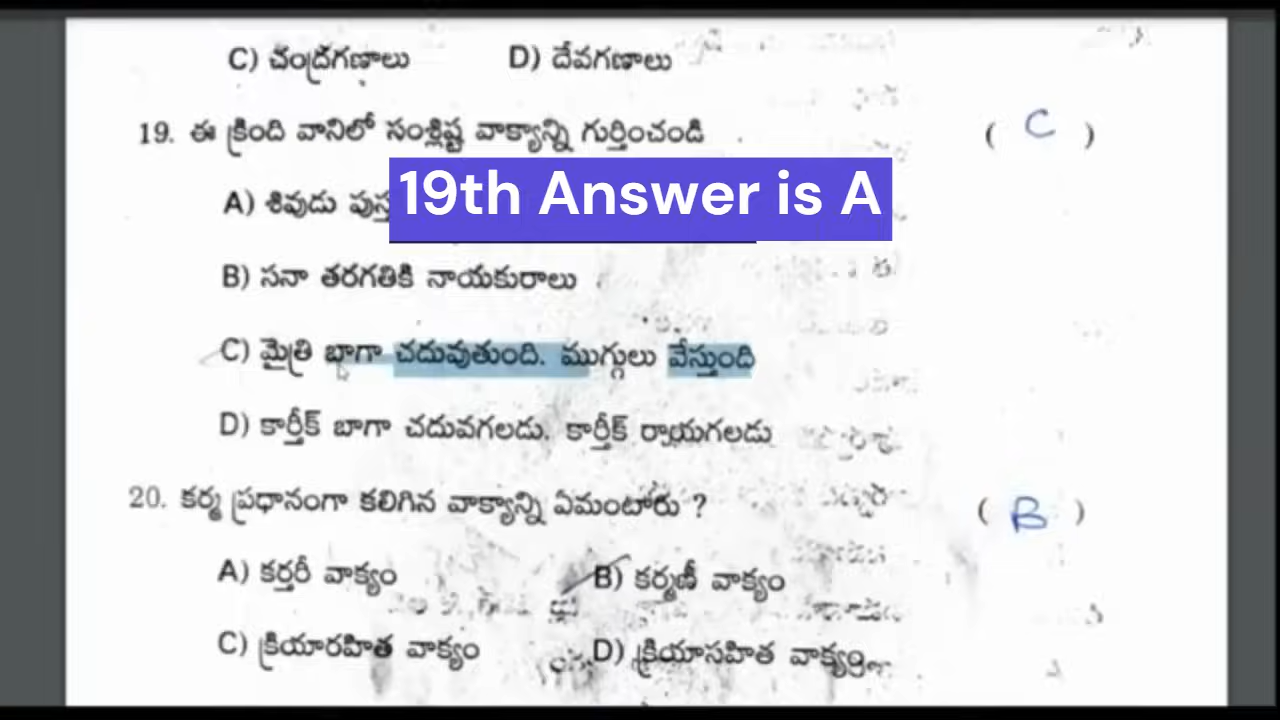 C) చంద్రగణాలు D) దేవగణాలు
19. ఈ క్రింది వానిలో సంశ్లిష్ట వాక్యాన్ని గుర్తించండి ( C )
A) శివుడు
19th Answer is A
B) సనా తరగతికి నాయకురాలు
C) మైత్రి బాగా చదువుతుంది. ముగ్గులు వేస్తుంది
D) కార్తీక్ బాగా చదువగలడు. కార్తీక్ ర్వాయగలడు
20. కర్మ ప్రధానంగా కలిగిన వాక్యాన్ని ఏమంటారు ? ( B )
A) కర్తరీ వాక్యం B) కర్మణీ వాక్యం
C) క్రియారహిత వాక్యం D) క్రియాసహిత వాక్యం